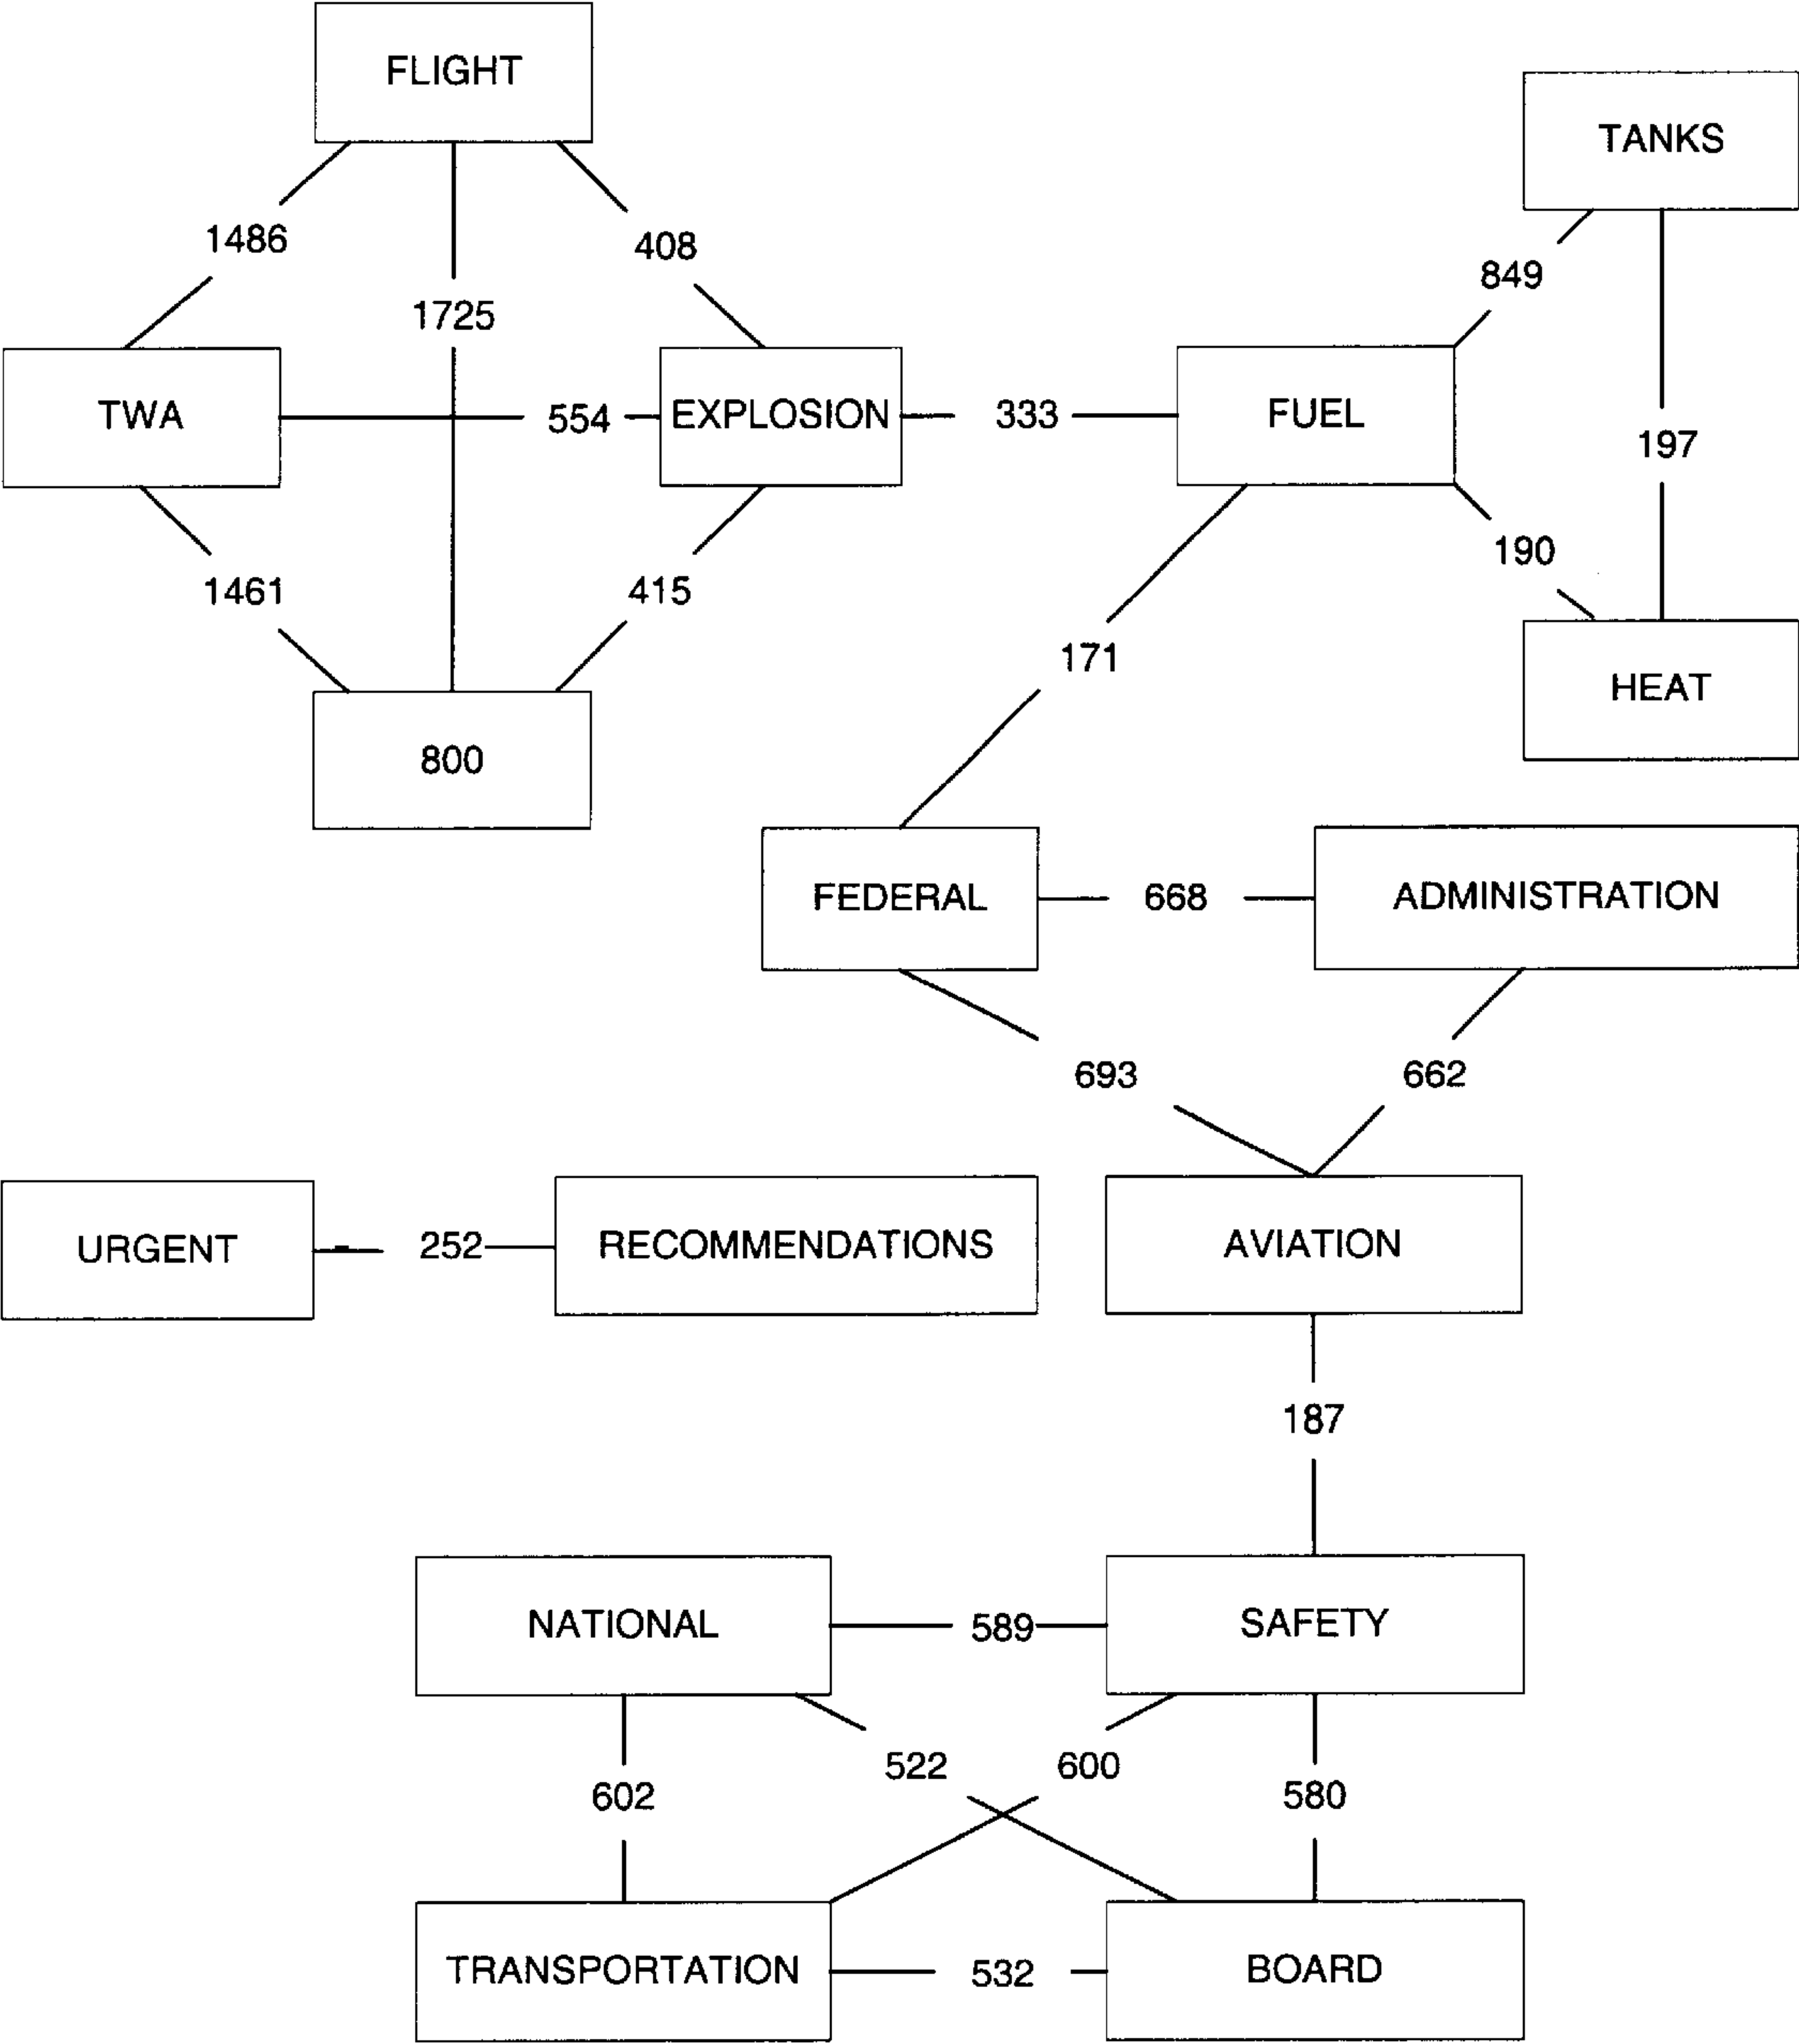 FLIGHT
TANKS
1486
408
849
1725
TWA
554
EXPLOSION
333
FUEL
197
190
1461
415
171
HEAT
800
FEDERAL
668
ADMINISTRATION
693
662
URGENT
252
RECOMMENDATIONS
AVIATION
187
NATIONAL
589
SAFETY
522
600
602
580
TRANSPORTATION
532
BOARD